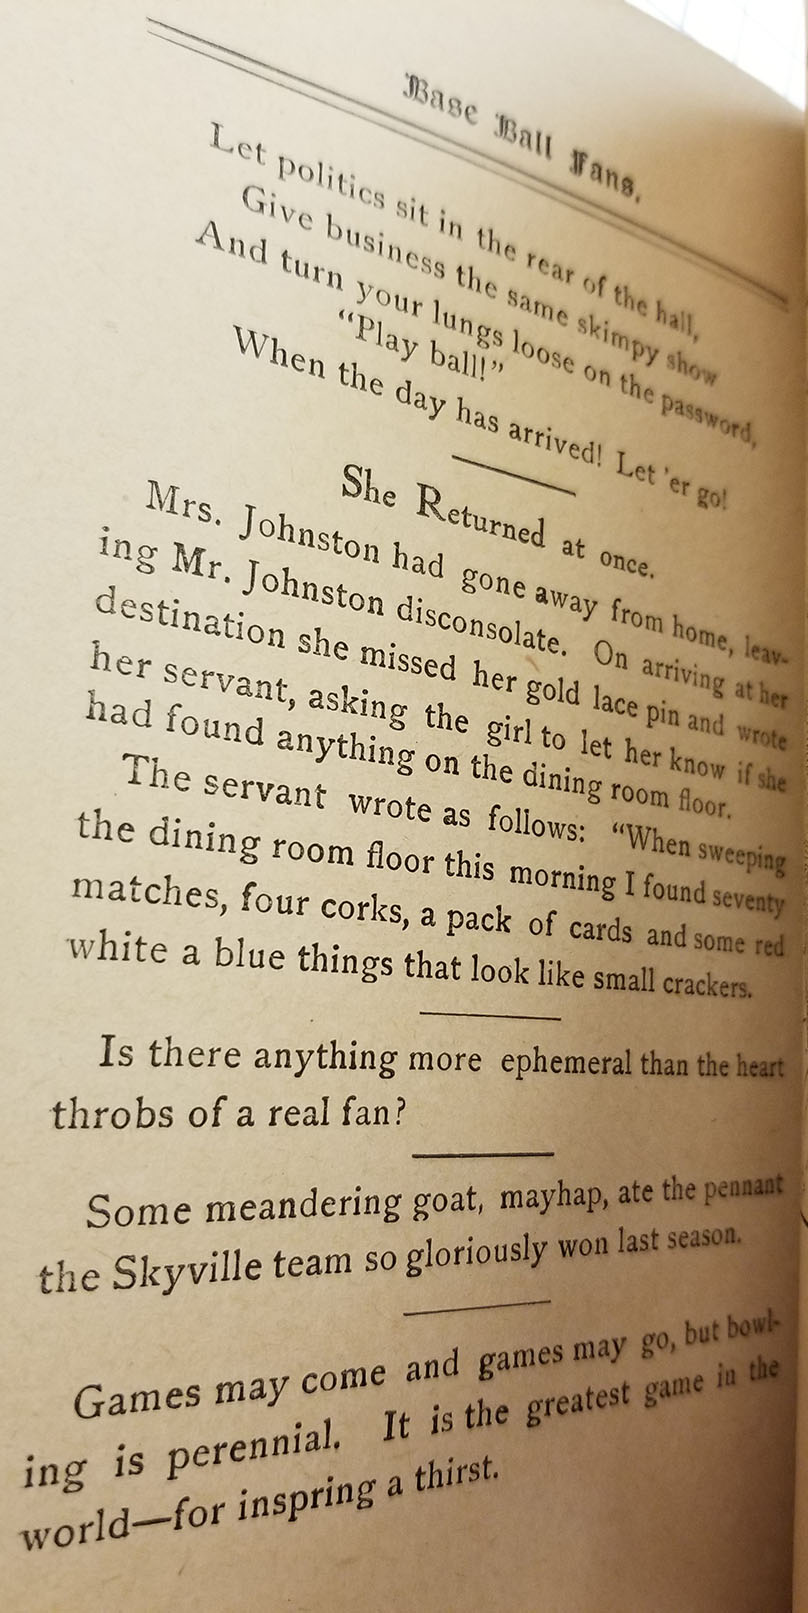 Base Ball Fans.
Let politics sit in the rear of the hall,
Give business the same skimpy show
And turn your lungs loose on the password,
“Play ball!”
When the day has arrived! Let 'er go!
She Returned at once.
Mrs. Johnston had gone away from home, leav-
ing Mr. Johnston disconsolate. On arriving at her
destination she missed her gold lace pin and wrote
her servant, asking the girl to let her know if she
had found anything on the dining room floor.
The servant wrote as follows: “When sweeping
the dining room floor this morning I found seventy
matches, four corks, a pack of cards and some red
white a blue things that look like small crackers.
Is there anything more ephemeral than the heart
throbs of a real fan?
Some meandering goat, mayhap, ate the pennant
the Skyville team so gloriously won last season.
Games may come and games may go, but bowl-
ing is perennial. It is the greatest game in the
world—for inspring a thirst.